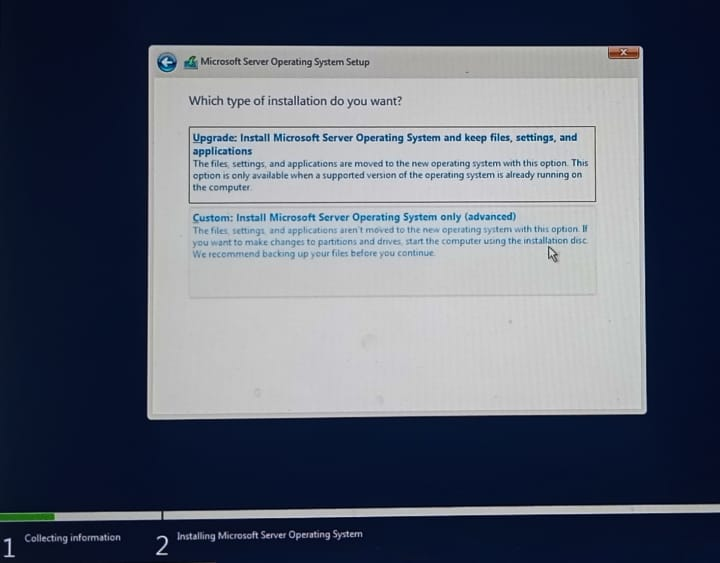 Microsoft Server Operating System Setup
Which type of installation do you want?
Upgrade: Install Microsoft Server Operating System and keep files, settings, and
applications
The files, settings, and applications are moved to the new operating system with this option. This
option is only available when a supported version of the operating system is already running on
the computer.
Custom: Install Microsoft Server Operating System only (advanced)
The files, settings, and applications aren't moved to the new operating system with this option. If
you want to make changes to partitions and drives, start the computer using the installation disc.
We recommend backing up your files before you continue.
1 Collecting information
2 Installing Microsoft Server Operating System